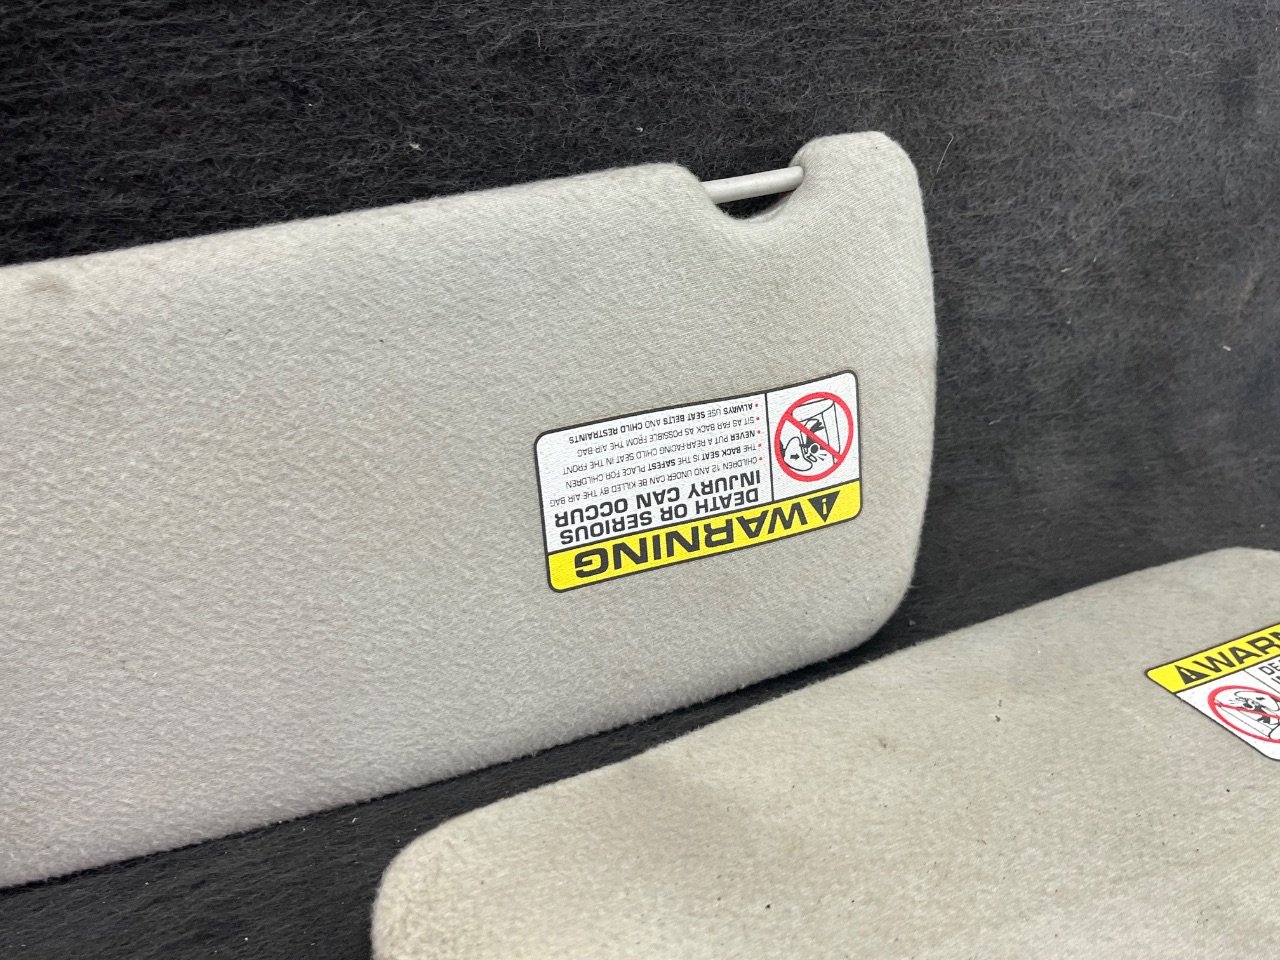 WARNING
DEATH OR SERIOUS
INJURY CAN OCCUR
• CHILDREN 12 AND UNDER CAN BE KILLED BY THE AIR BAG
• THE BACK SEAT IS THE SAFEST PLACE FOR CHILDREN
• NEVER PUT A REAR-FACING CHILD SEAT IN THE FRONT
• SIT AS FAR BACK AS POSSIBLE FROM THE AIR BAG
• ALWAYS USE SEAT BELTS AND CHILD RESTRAINTS
WARN
DE